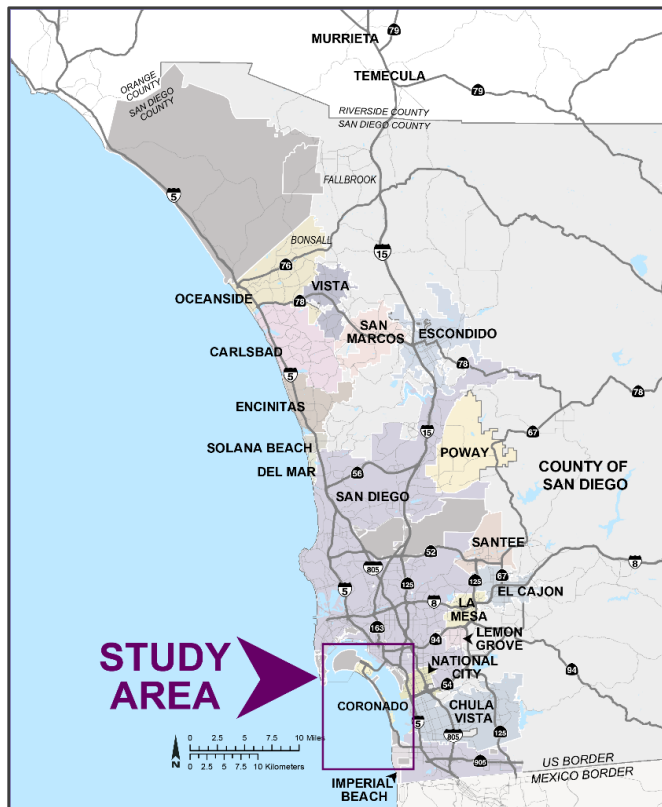 79
MURRIETA
TEMECULA
79
ORANGE
COUNTY
SAN DIEGO
COUNTY
RIVERSIDE COUNTY
SAN DIEGO COUNTY
FALLBROOK
5
BONSALL
15
76
VISTA
OCEANSIDE
78
SAN
MARCOS
ESCONDIDO
CARLSBAD
78
5
78
ENCINITAS
15
67
SOLANA BEACH
POWAY
DEL MAR
56
COUNTY OF
SAN DIEGO
SAN DIEGO
SANTEE
52
8
805
67
125
125
5
EL CAJON
8
LA
MESA
163
94
LEMON
GROVE
STUDY
AREA
NATIONAL
CITY
94
54
CORONADO
CHULA
VISTA
5
125
805
0 2.5 5 10 Miles
0 2.5 5 10 Kilometers
N
905
US BORDER
MEXICO BORDER
IMPERIAL
BEACH